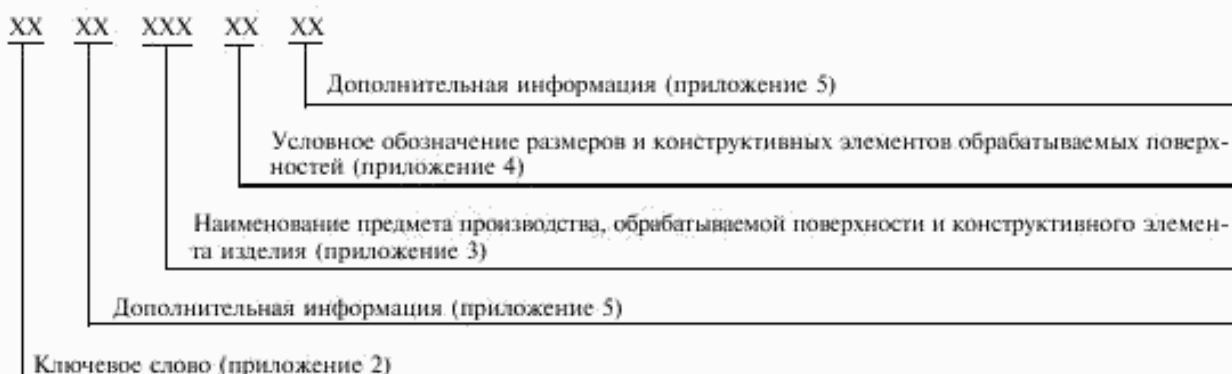 XX XX XXX XX XX
Дополнительная информация (приложение 5)
Условное обозначение размеров и конструктивных элементов обрабатываемых поверх-
ностей (приложение 4)
Наименование предмета производства, обрабатываемой поверхности и конструктивного элемен-
та изделия (приложение 3)
Дополнительная информация (приложение 5)
Ключевое слово (приложение 2)